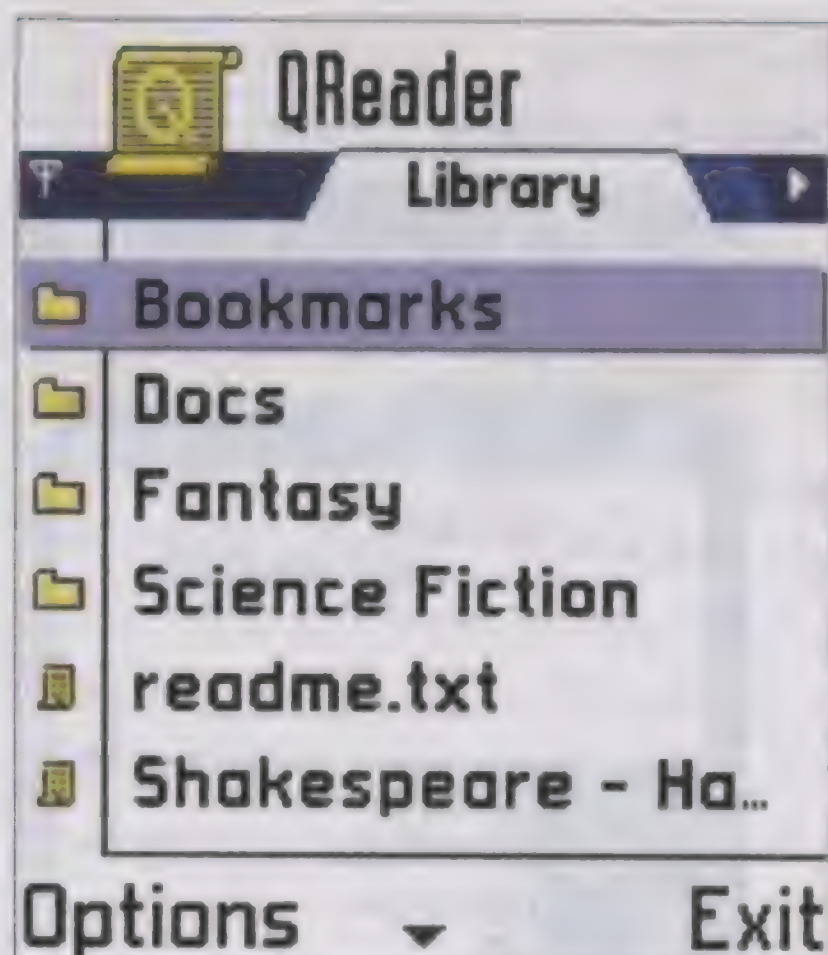 QReader
Library
Bookmarks
Docs
Fantasy
Science Fiction
readme.txt
Shakespeare - Ha...
Options
Exit